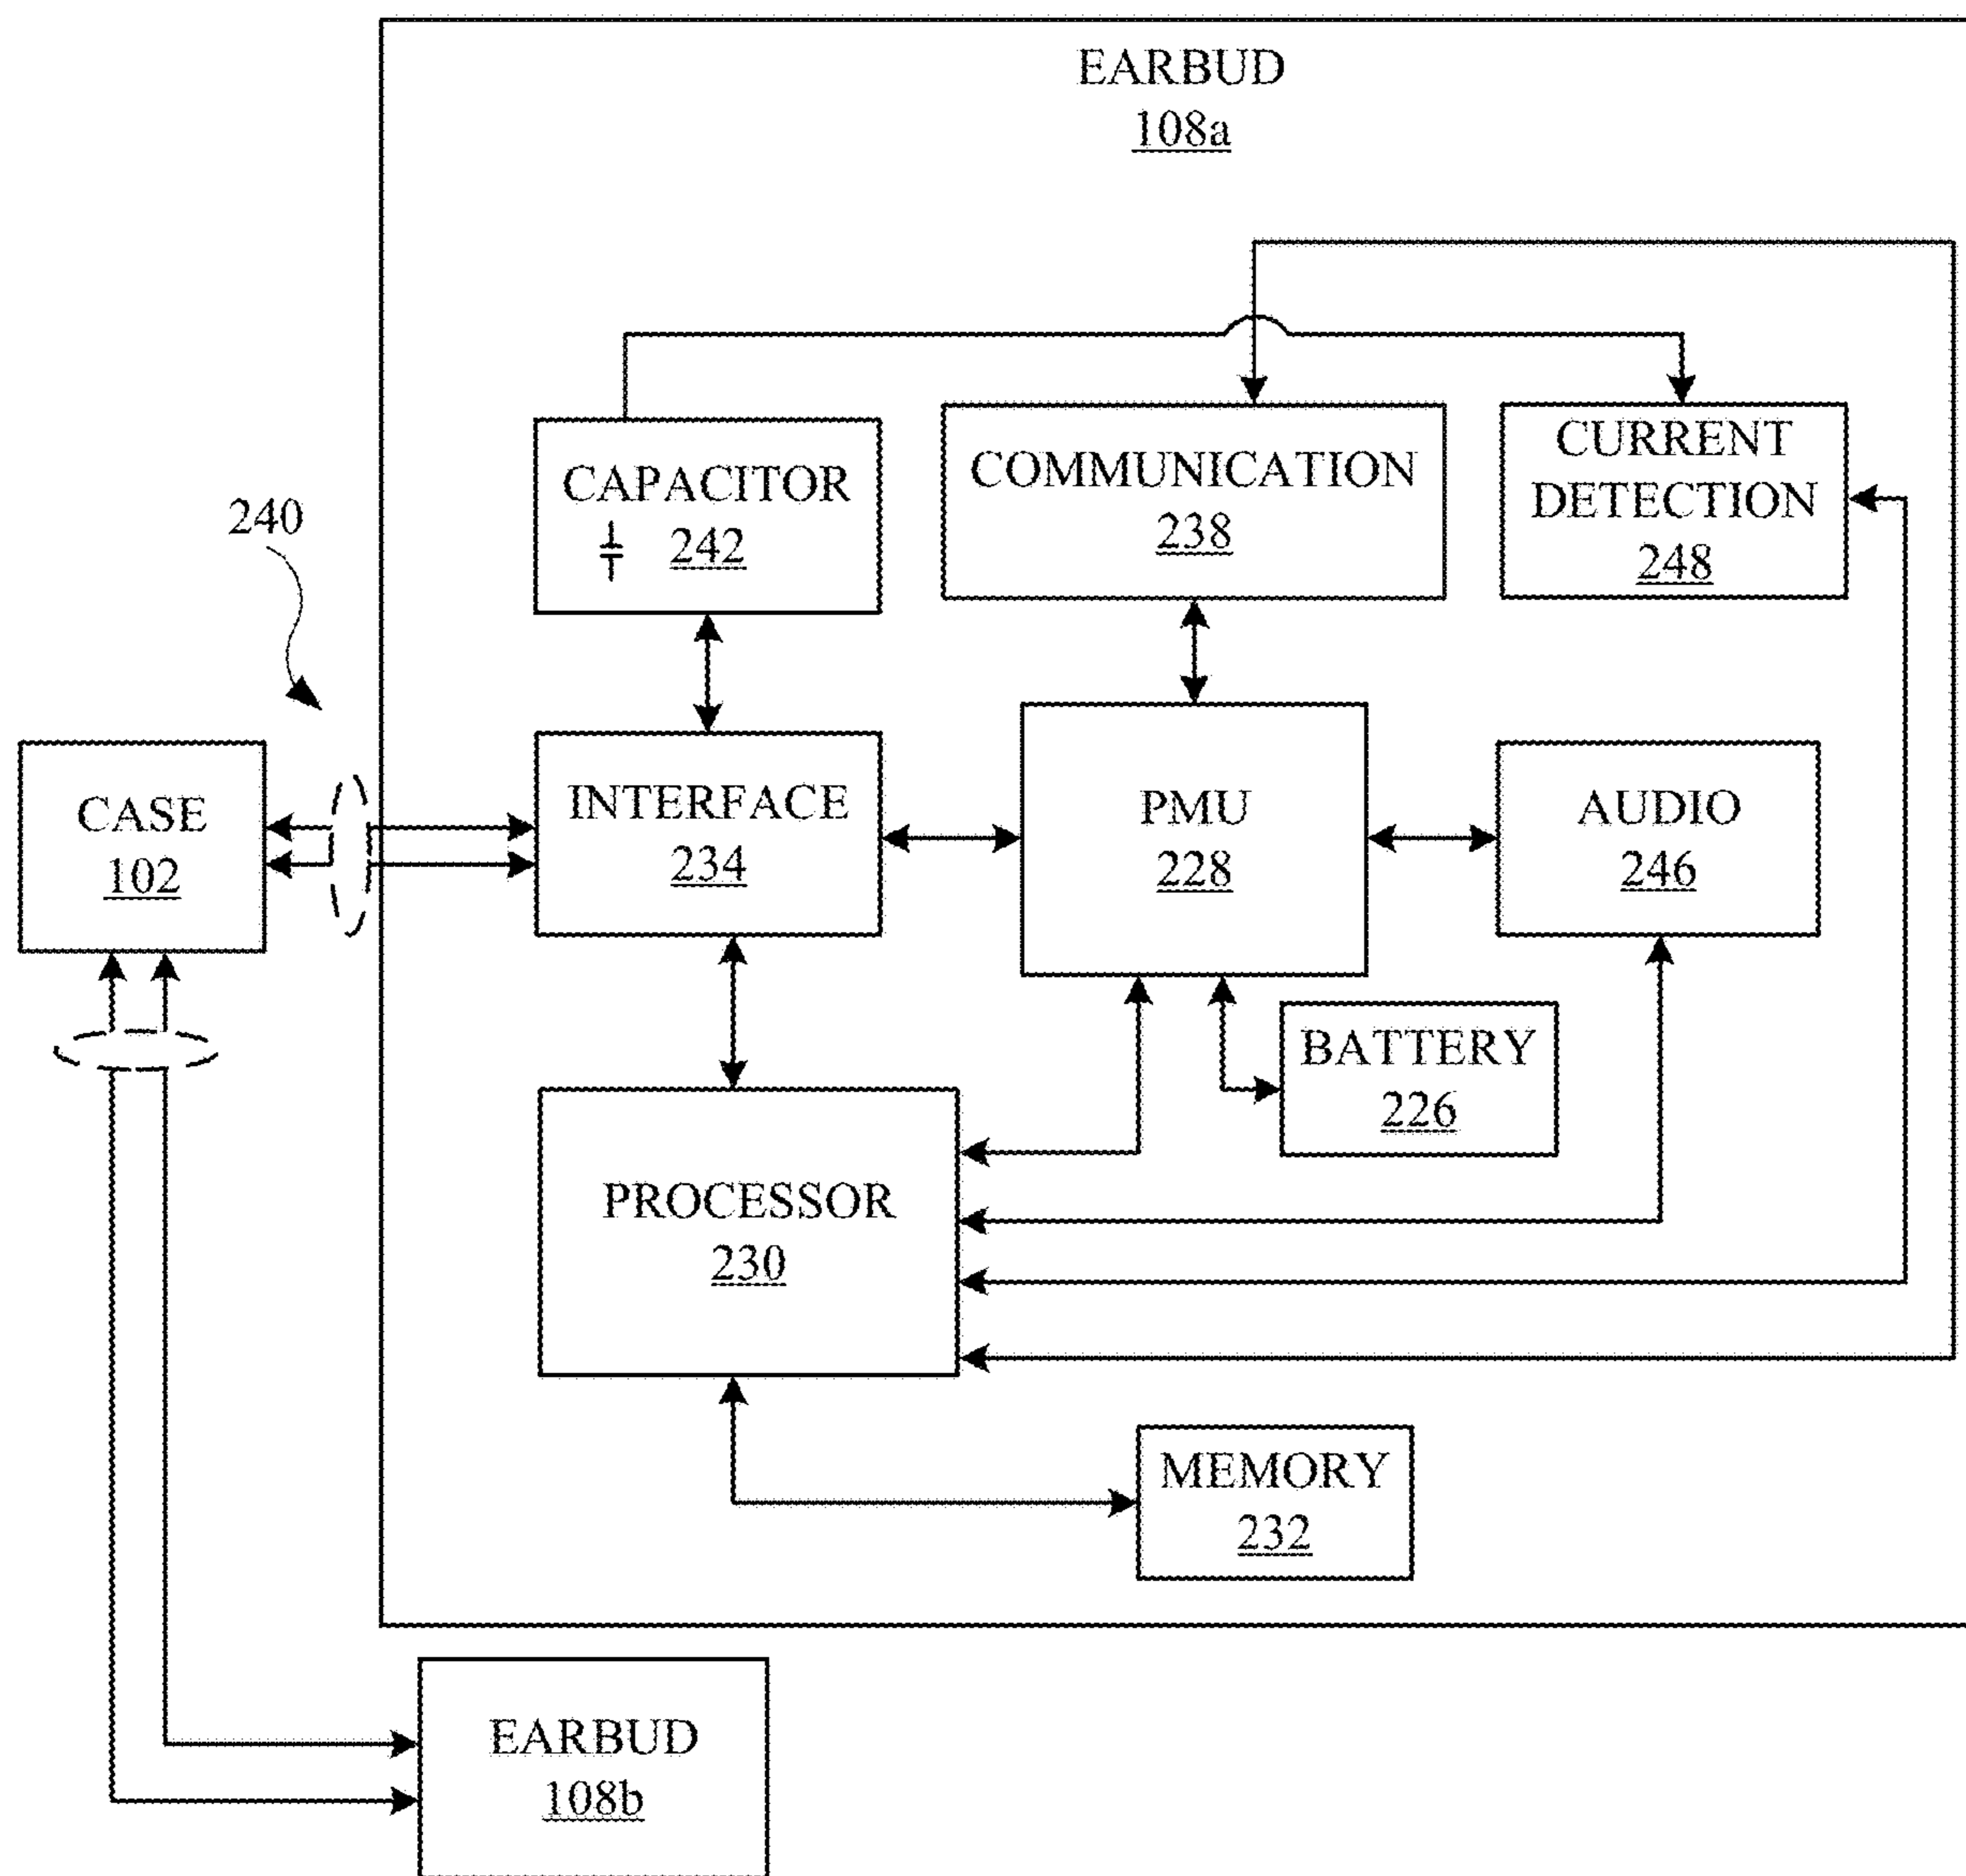 EARBUD
108a
CAPACITOR
242
COMMUNICATION
238
CURRENT
DETECTION
248
240
CASE
102
INTERFACE
234
PMU
228
AUDIO
246
BATTERY
226
PROCESSOR
230
MEMORY
232
EARBUD
108b